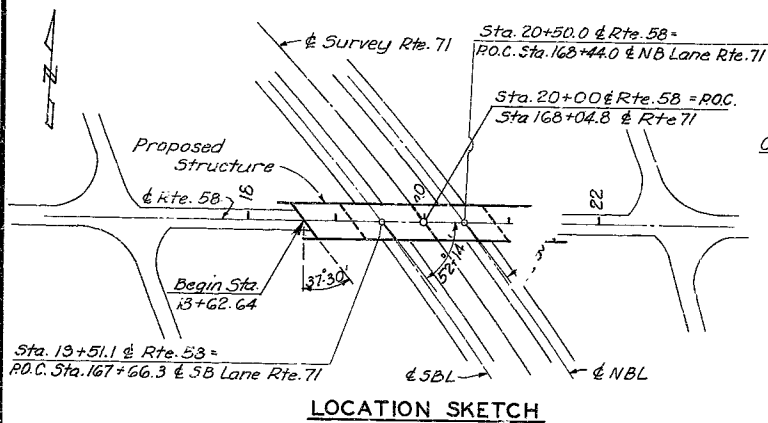 N
℄ Survey Rte. 71
Sta. 20+50.0 ℄ Rte. 58 =
P.O.C. Sta. 168+44.0 ℄ NB Lane Rte. 71
Sta. 20+00 ℄ Rte. 58 = P.O.C.
Sta 168+04.8 ℄ Rte 71
Proposed
Structure
℄ Rte. 58
18
22
Begin Sta.
18+62.64
37°30'
52°14'
Sta. 19+51.1 ℄ Rte. 58 =
P.O.C. Sta. 167+66.3 ℄ SB Lane Rte. 71
℄ SBL
℄ NBL
LOCATION SKETCH